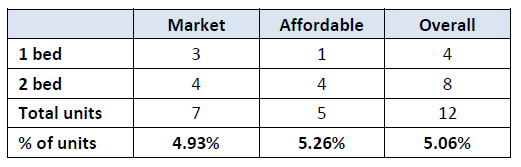 Market Affordable Overall
1 bed 3 1 4
2 bed 4 4 8
Total units 7 5 12
% of units 4.93% 5.26% 5.06%